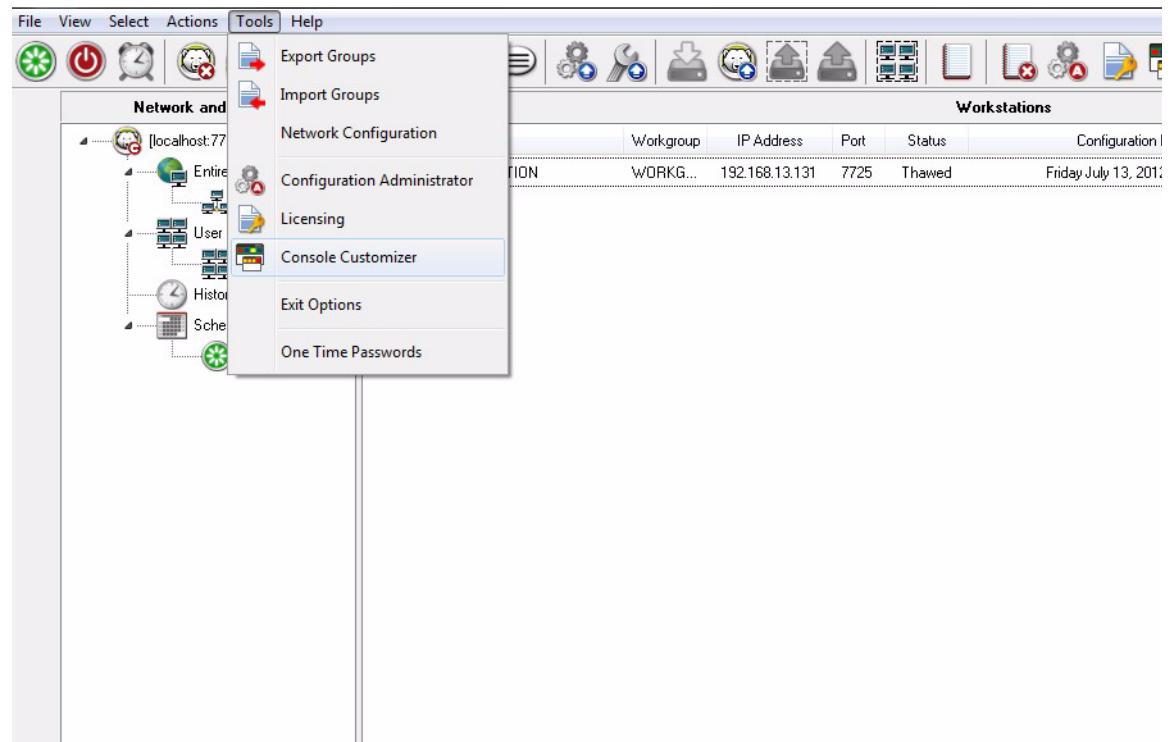 File View Select Actions Tools Help
Export Groups
Import Groups
Network Configuration
Configuration Administrator
Licensing
Console Customizer
Exit Options
One Time Passwords
Network and
Workstations
[localhost:77
Workgroup IP Address Port Status Configuration
Entire
TION WORKG... 192.168.13.131 7725 Thawed Friday July 13, 2012
User
Histor
Sche